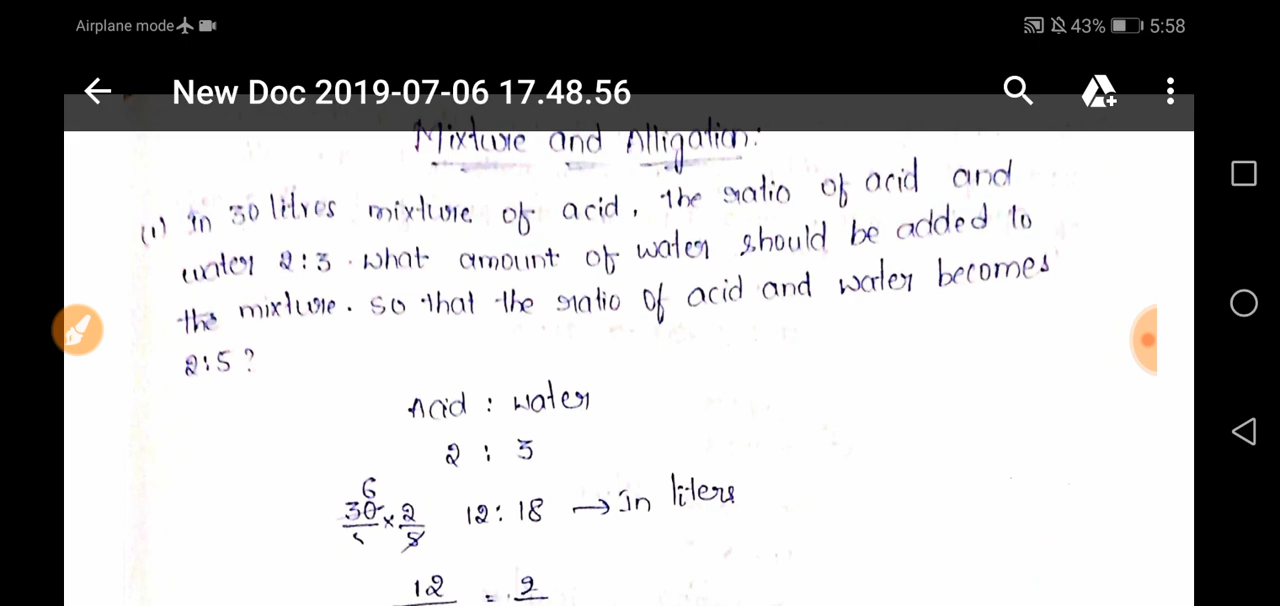 Airplane mode
43% 5:58
New Doc 2019-07-06 17.48.56
Mixture and Alligation:
(1) In 30 litres mixture of acid, the ratio of acid and
water 2:3. what amount of water should be added to
the mixture. so that the ratio of acid and water becomes
2:5?
Acid : water
2 : 3
6
30 × 2 12 : 18 → In liters
1 5
12 = 2